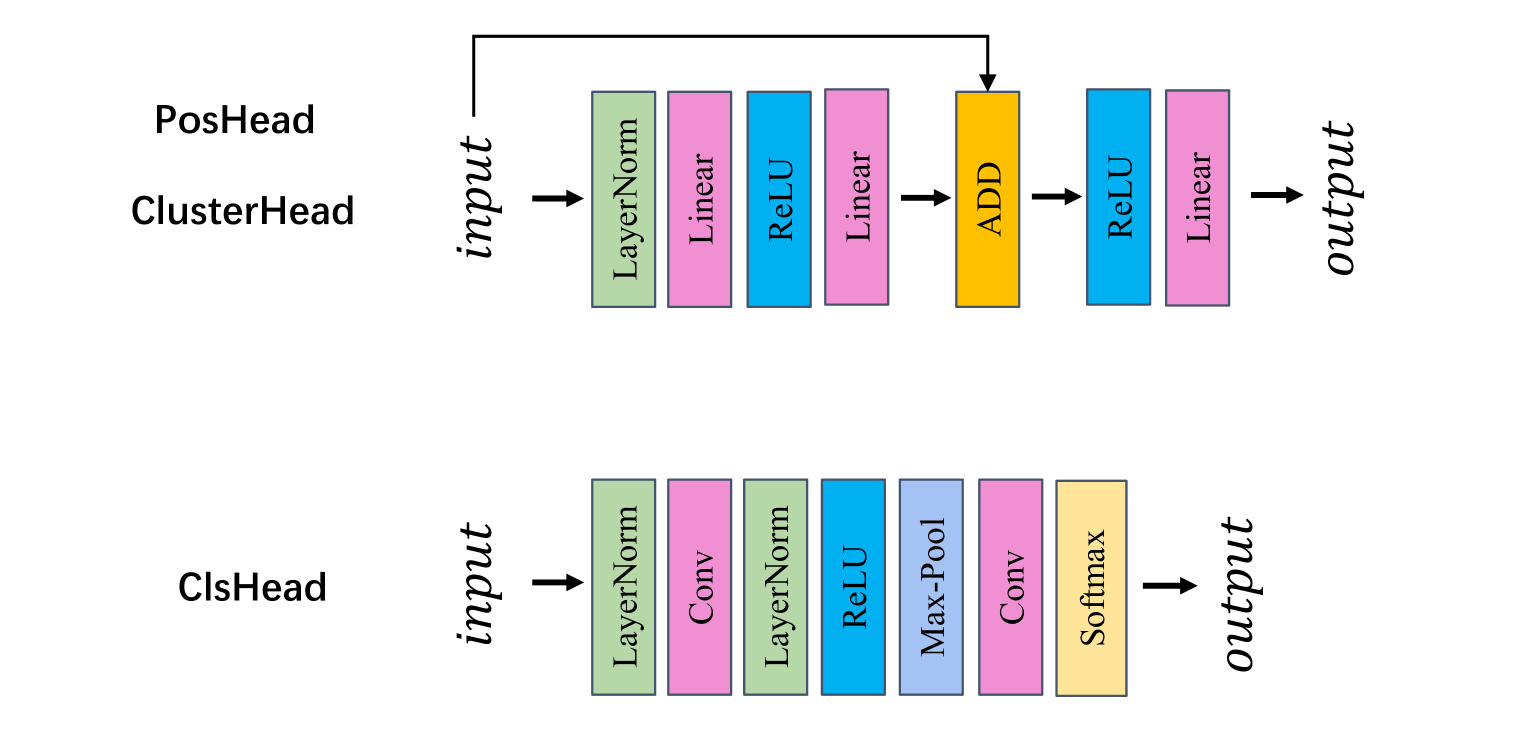 PosHead
ClusterHead
input
LayerNorm
Linear
ReLU
Linear
ADD
ReLU
Linear
output
ClsHead
input
LayerNorm
Conv
LayerNorm
ReLU
Max-Pool
Conv
Softmax
output